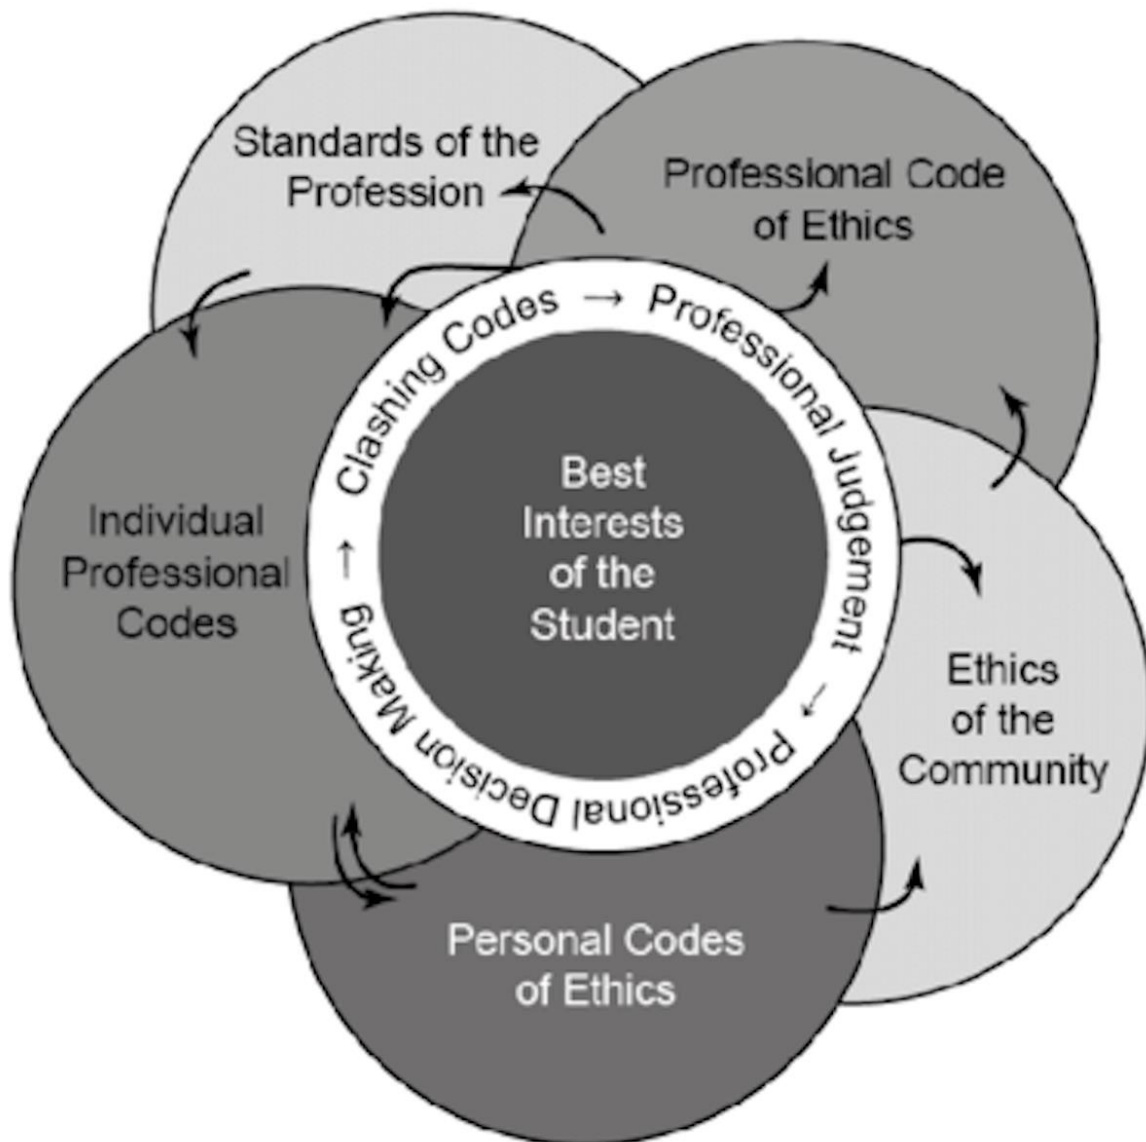 Standards of the
Profession
Professional Code
of Ethics
Clashing Codes → Professional Judgement → Professional Decision Making →
Best
Interests
of the
Student
Individual
Professional
Codes
Ethics
of the
Community
Personal Codes
of Ethics